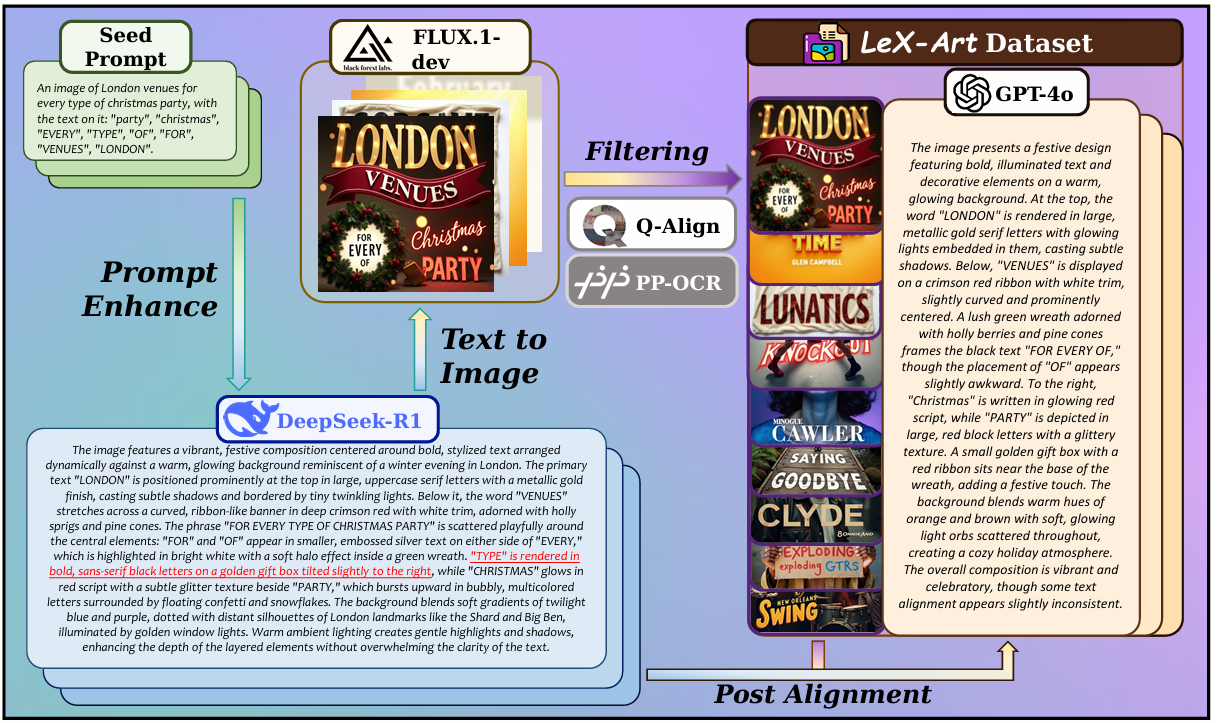 Seed
Prompt
An image of London venues for
every type of christmas party, with
the text on it: "party", "christmas",
"EVERY", "TYPE", "OF", "FOR",
"VENUES", "LONDON".
Prompt
Enhance
black forest labs.
FLUX.1-
dev
February
LONDON
VENUES
FOR
EVERY
OF
Christmas
PARTY
Text to
Image
DeepSeek-R1
The image features a vibrant, festive composition centered around bold, stylized text arranged
dynamically against a warm, glowing background reminiscent of a winter evening in London. The primary
text "LONDON" is positioned prominently at the top in large, uppercase serif letters with a metallic gold
finish, casting subtle shadows and bordered by tiny twinkling lights. Below it, the word "VENUES"
stretches across a curved, ribbon-like banner in deep crimson red with white trim, adorned with holly
sprigs and pine cones. The phrase "FOR EVERY TYPE OF CHRISTMAS PARTY" is scattered playfully around
the central elements: "FOR" and "OF" appear in smaller, embossed silver text on either side of "EVERY,"
which is highlighted in bright white with a soft halo effect inside a green wreath. "TYPE" is rendered in
bold, sans-serif black letters on a golden gift box tilted slightly to the right, while "CHRISTMAS" glows in
red script with a subtle glitter texture beside "PARTY," which bursts upward in bubbly, multicolored
letters surrounded by floating confetti and snowflakes. The background blends soft gradients of twilight
blue and purple, dotted with distant silhouettes of London landmarks like the Shard and Big Ben,
illuminated by golden window lights. Warm ambient lighting creates gentle highlights and shadows,
enhancing the depth of the layered elements without overwhelming the clarity of the text.
Filtering
Q-Align
PP-OCR
LeX-Art Dataset
LONDON
VENUES
FOR
EVERY
OF
Christmas
PARTY
TIME
GLEN CAMPBELL
LUNATICS
KNOCKOUT
MINOGUE
CAWLER
SAYING
GOODBYE
CLYDE
BONNIEAND
EXPLODING
exploding GTRS
NEW ORLEANS
SWING
GPT-4o
The image presents a festive design
featuring bold, illuminated text and
decorative elements on a warm,
glowing background. At the top, the
word "LONDON" is rendered in large,
metallic gold serif letters with glowing
lights embedded in them, casting subtle
shadows. Below, "VENUES" is displayed
on a crimson red ribbon with white trim,
slightly curved and prominently
centered. A lush green wreath adorned
with holly berries and pine cones
frames the black text "FOR EVERY OF,"
though the placement of "OF" appears
slightly awkward. To the right,
"Christmas" is written in glowing red
script, while "PARTY" is depicted in
large, red block letters with a glittery
texture. A small golden gift box with a
red ribbon sits near the base of the
wreath, adding a festive touch. The
background blends warm hues of
orange and brown with soft, glowing
light orbs scattered throughout,
creating a cozy holiday atmosphere.
The overall composition is vibrant and
celebratory, though some text
alignment appears slightly inconsistent.
Post Alignment